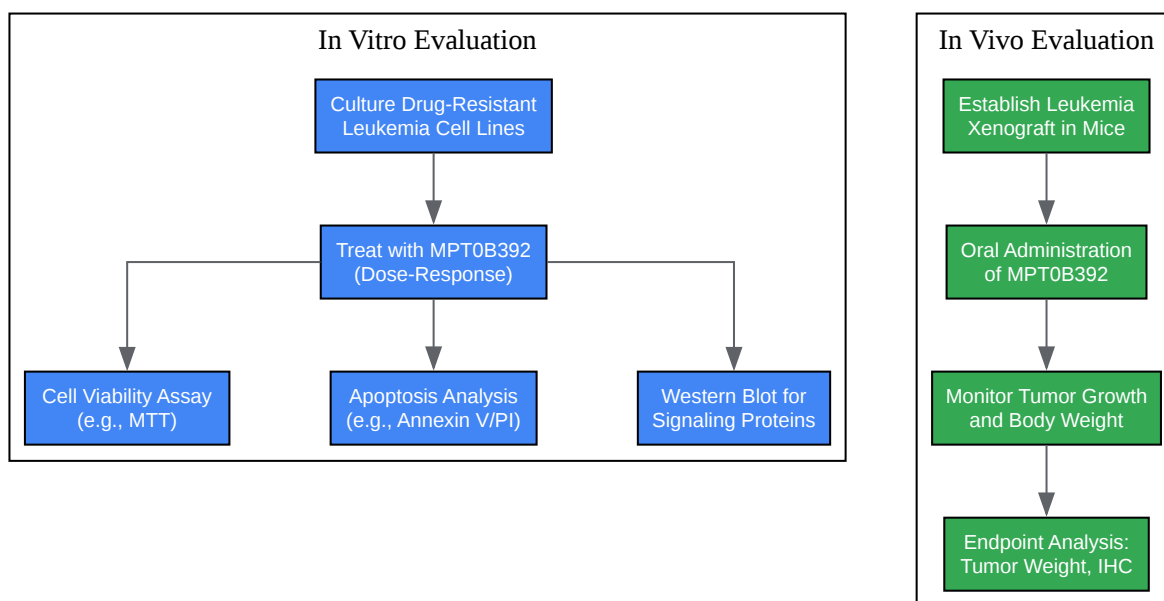 In Vitro Evaluation
Culture Drug-Resistant
Leukemia Cell Lines
Treat with MPT0B392
(Dose-Response)
Cell Viability Assay
(e.g., MTT)
Apoptosis Analysis
(e.g., Annexin V/PI)
Western Blot for
Signaling Proteins
In Vivo Evaluation
Establish Leukemia
Xenograft in Mice
Oral Administration
of MPT0B392
Monitor Tumor Growth
and Body Weight
Endpoint Analysis:
Tumor Weight, IHC